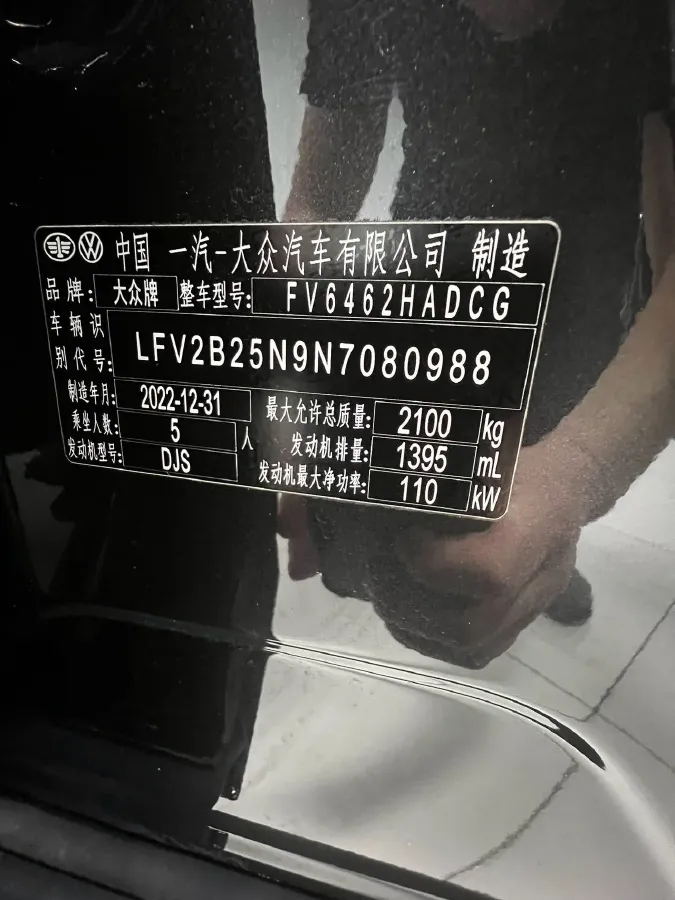 中国 一汽-大众汽车有限公司 制造
品牌: 大众牌 整车型号: FV6462HADCG
车辆识别代号: LFV2B25N9N7080988
制造年月: 2022-12-31 最大允许总质量: 2100 kg
乘坐人数: 5 人 发动机排量: 1395 mL
发动机型号: DJS 发动机最大净功率: 110 kW